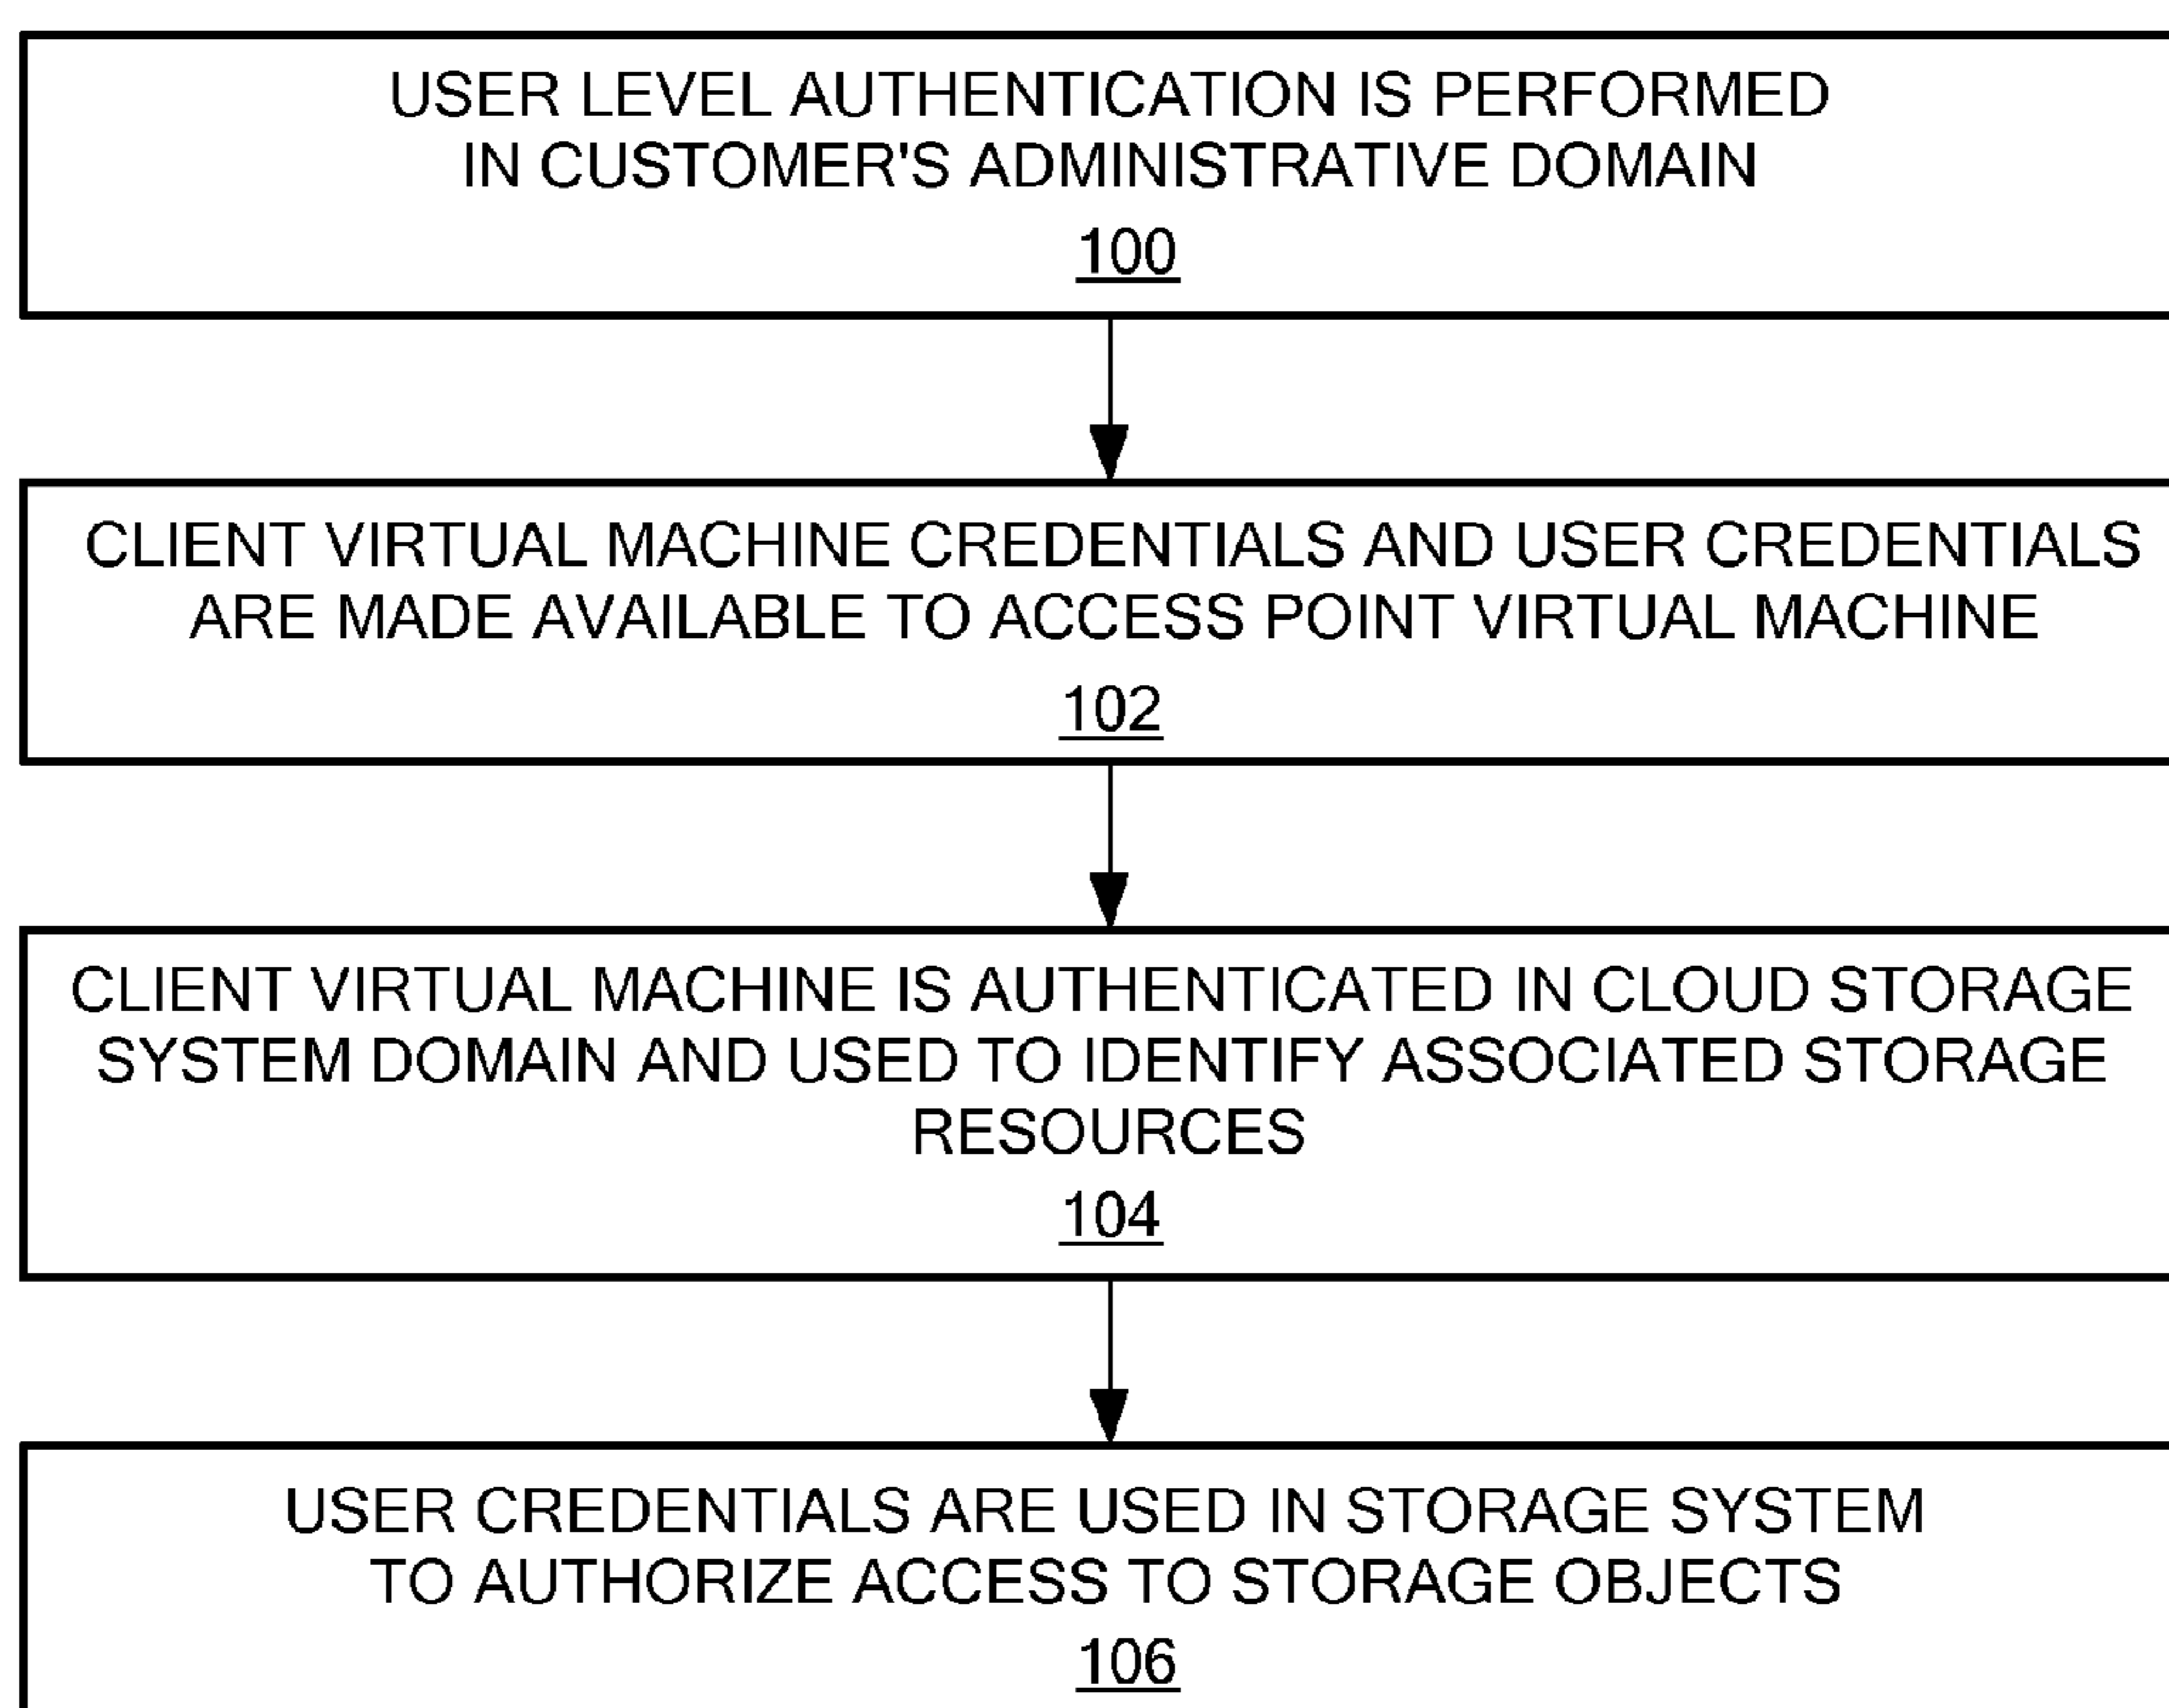 USER LEVEL AUTHENTICATION IS PERFORMED
IN CUSTOMER'S ADMINISTRATIVE DOMAIN
100
CLIENT VIRTUAL MACHINE CREDENTIALS AND USER CREDENTIALS
ARE MADE AVAILABLE TO ACCESS POINT VIRTUAL MACHINE
102
CLIENT VIRTUAL MACHINE IS AUTHENTICATED IN CLOUD STORAGE
SYSTEM DOMAIN AND USED TO IDENTIFY ASSOCIATED STORAGE
RESOURCES
104
USER CREDENTIALS ARE USED IN STORAGE SYSTEM
TO AUTHORIZE ACCESS TO STORAGE OBJECTS
106